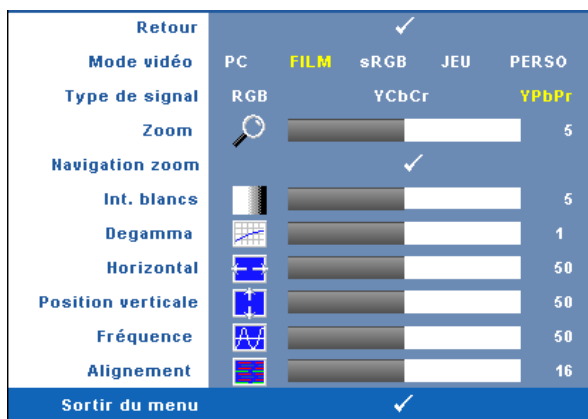 Retour
Mode vidéo PC FILM sRGB JEU PERSO
Type de signal RGB YCbCr YPbPr
Zoom 5
Navigation zoom
Int. blancs 5
Degamma 1
Horizontal 50
Position verticale 50
Fréquence 50
Alignement 16
Sortir du menu